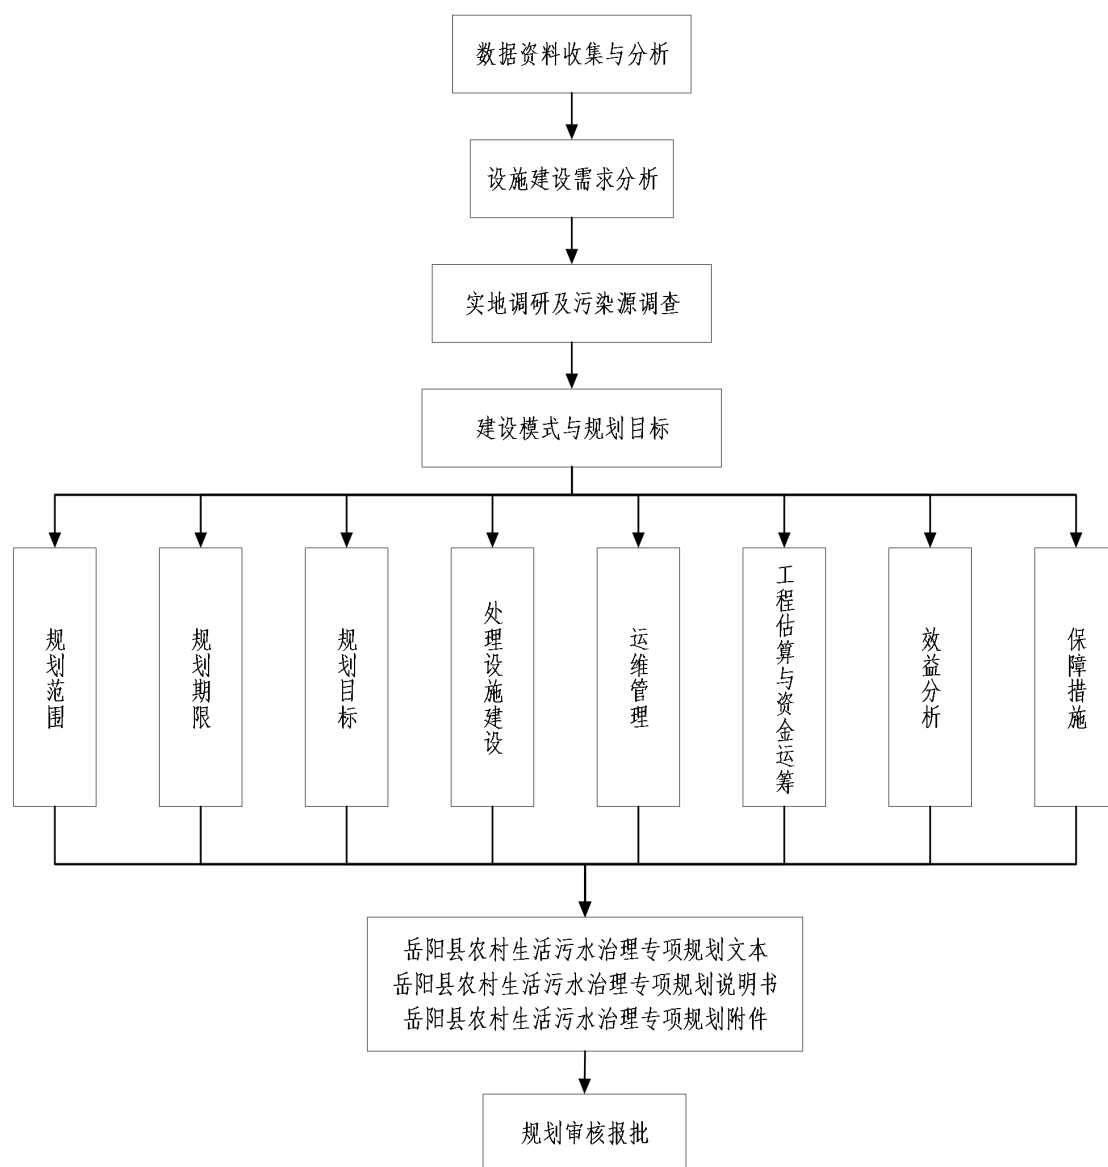 数据资料收集与分析
设施建设需求分析
实地调研及污染源调查
建设模式与规划目标
规划范围
规划期限
规划目标
处理设施建设
运维管理
工程估算与资金运筹
效益分析
保障措施
岳阳县农村生活污水治理专项规划文本
岳阳县农村生活污水治理专项规划说明书
岳阳县农村生活污水治理专项规划附件
规划审核报批